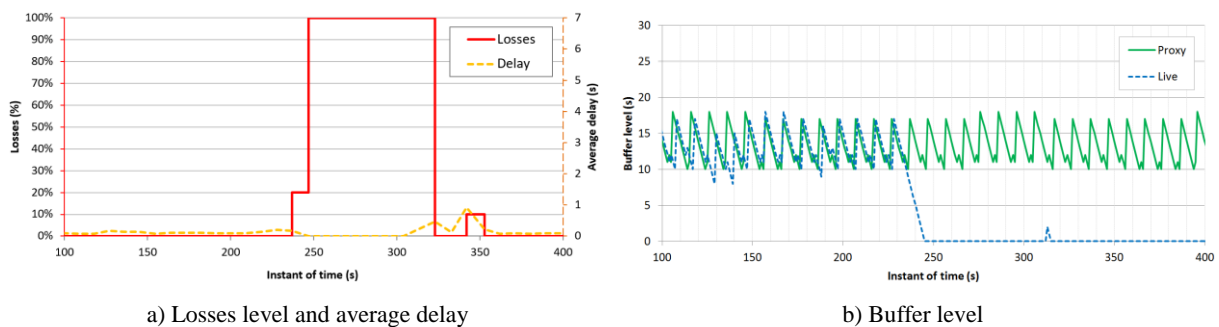 100%
90%
80%
70%
60%
50%
40%
30%
20%
10%
0%
Losses (%)
7
6
5
4
3
2
1
0
Average delay (s)
Losses
Delay
100 150 200 250 300 350 400
Instant of time (s)
a) Losses level and average delay
30
25
20
15
10
5
0
Buffer level (s)
Proxy
Live
100 150 200 250 300 350 400
Instant of time (s)
b) Buffer level